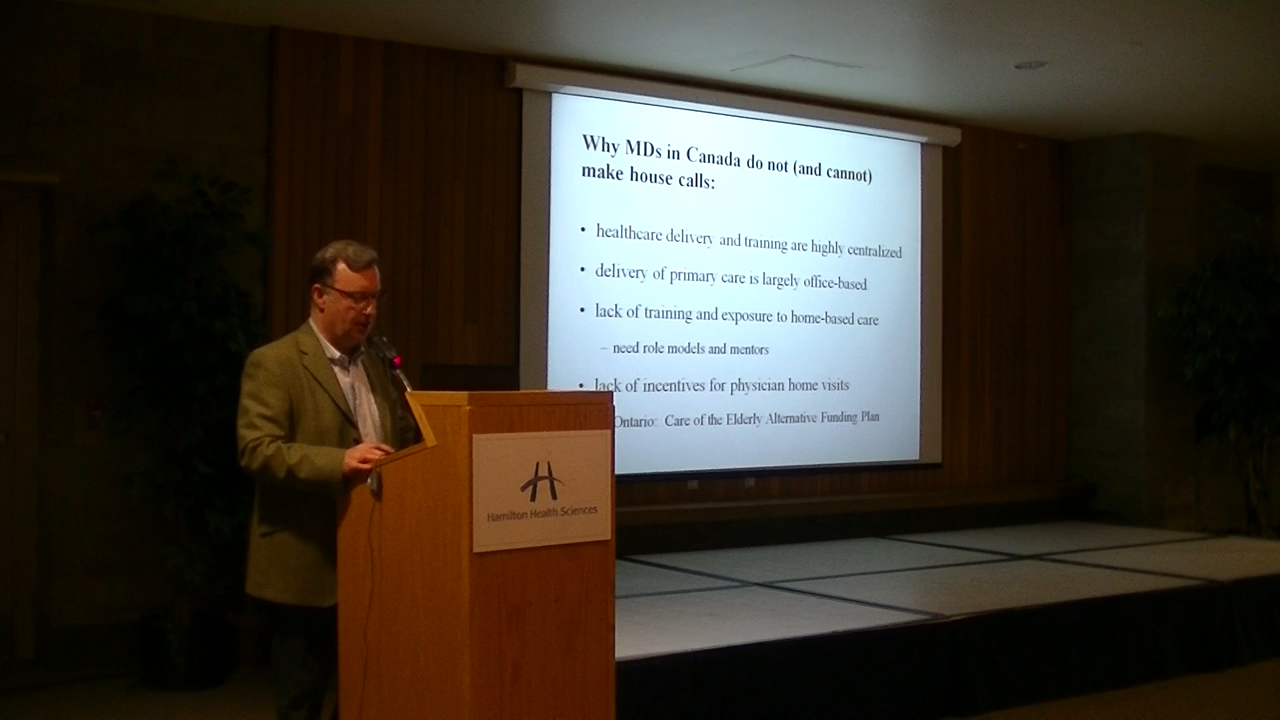 Why MDs in Canada do not (and cannot)
make house calls:
• healthcare delivery and training are highly centralized
• delivery of primary care is largely office-based
• lack of training and exposure to home-based care
– need role models and mentors
• lack of incentives for physician home visits
Ontario: Care of the Elderly Alternative Funding Plan
Hamilton Health Sciences